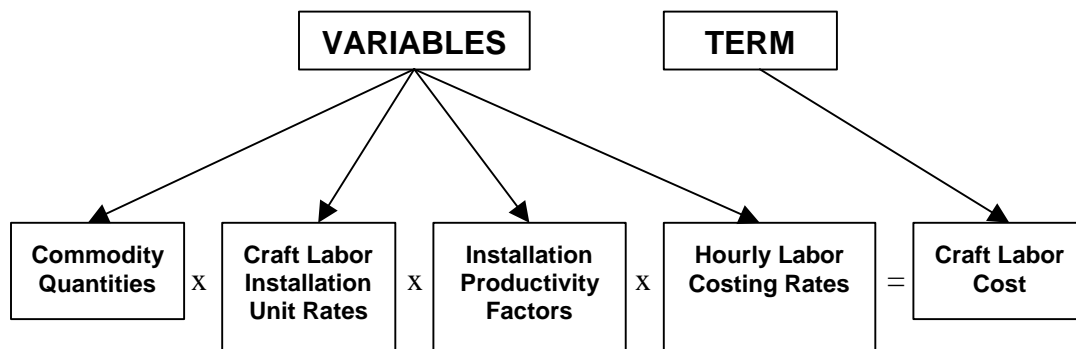 VARIABLES
TERM
Commodity
Quantities
x
Craft Labor
Installation
Unit Rates
x
Installation
Productivity
Factors
x
Hourly Labor
Costing Rates
=
Craft Labor
Cost